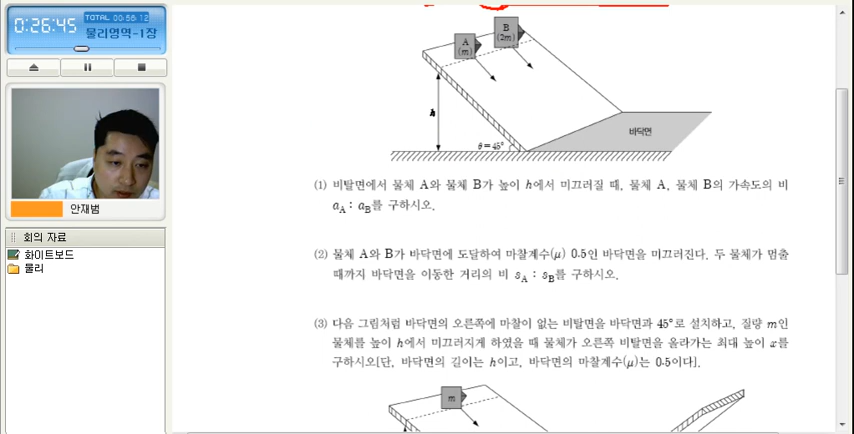 0:26:45
TOTAL 00:56:12
물리영역-1장
안재범
회의 자료
화이트보드
물리
A
(m)
B
(2m)
h
θ=45°
바닥면
(1) 비탈면에서 물체 A와 물체 B가 높이 h에서 미끄러질 때, 물체 A, 물체 B의 가속도의 비
aA : aB를 구하시오.
(2) 물체 A와 B가 바닥면에 도달하여 마찰계수(μ) 0.5인 바닥면을 미끄러진다. 두 물체가 멈출
때까지 바닥면을 이동한 거리의 비 sA : sB를 구하시오.
(3) 다음 그림처럼 바닥면의 오른쪽에 마찰이 없는 비탈면을 바닥면과 45°로 설치하고, 질량 m인
물체를 높이 h에서 미끄러지게 하였을 때 물체가 오른쪽 비탈면을 올라가는 최대 높이 x를
구하시오[단, 바닥면의 길이는 h이고, 바닥면의 마찰계수(μ)는 0.5이다].
m